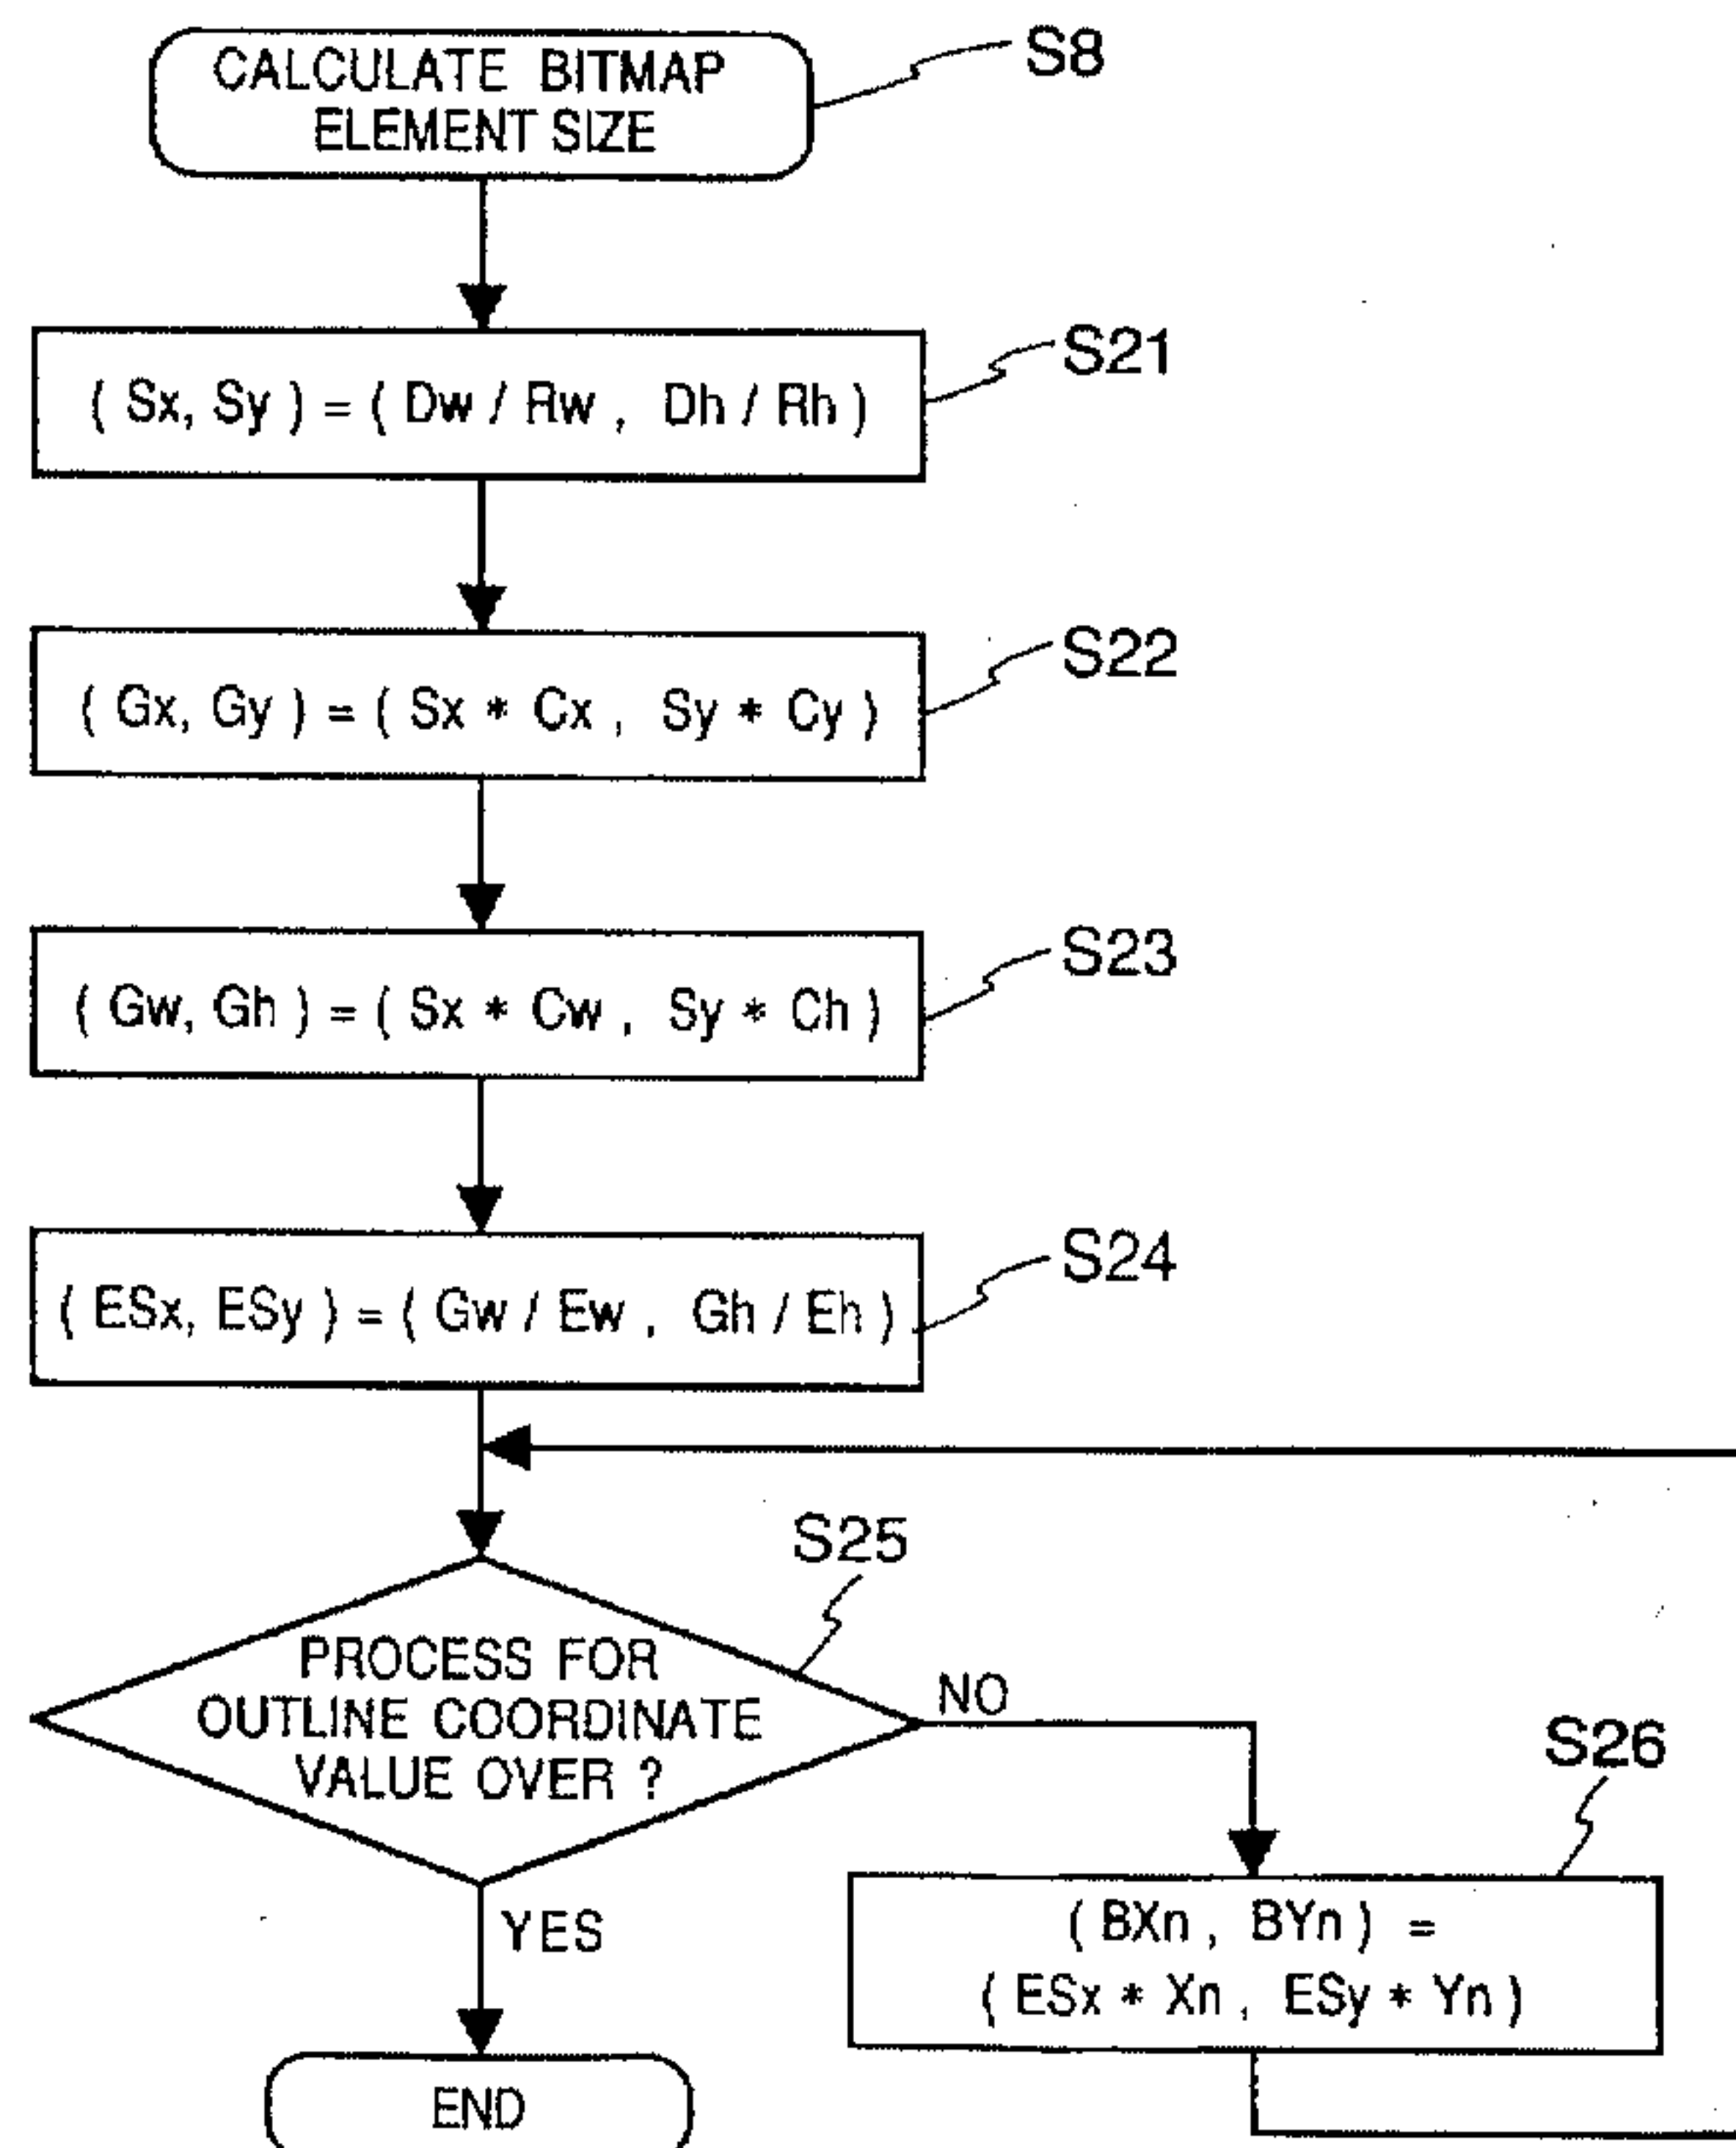 CALCULATE BITMAP
ELEMENT SIZE
S8
( Sx, Sy ) = ( Dw / Rw , Dh / Rh )
S21
( Gx, Gy ) = ( Sx * Cx , Sy * Cy )
S22
( Gw, Gh ) = ( Sx * Cw , Sy * Ch )
S23
( ESx, ESy ) = ( Gw / Ew , Gh / Eh )
S24
S25
PROCESS FOR
OUTLINE COORDINATE
VALUE OVER ?
NO
YES
S26
( BXn , BYn ) =
( ESx * Xn , ESy * Yn )
END